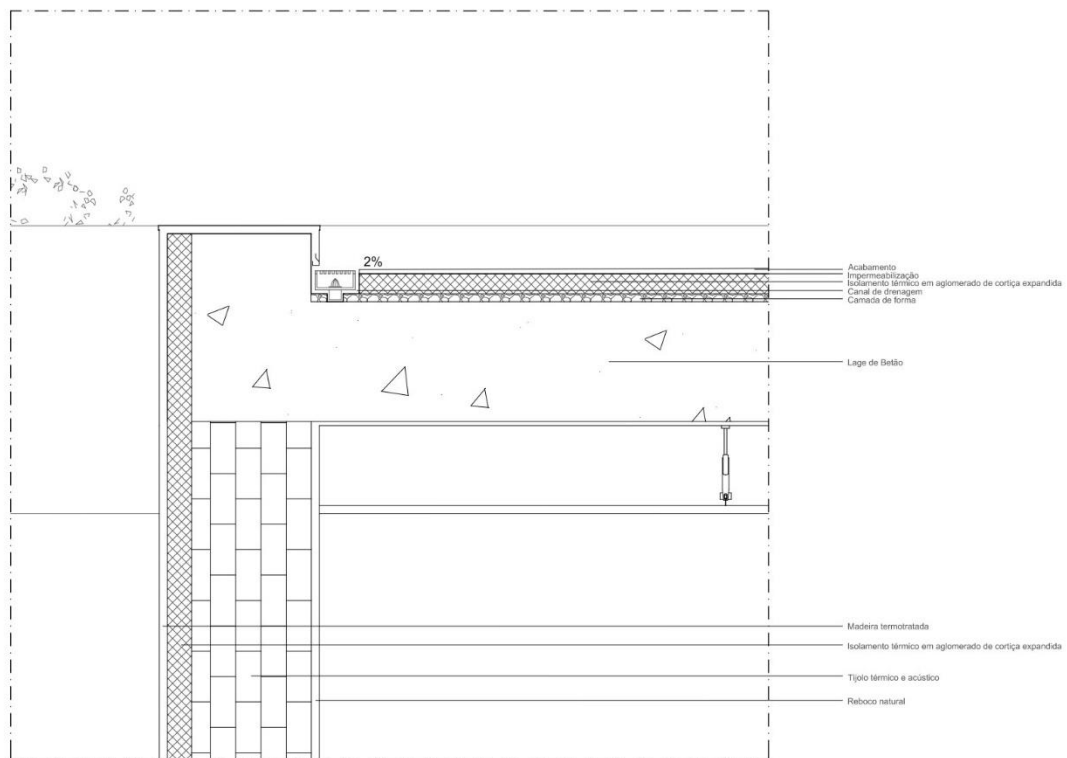 2%
Acabamento
Impermeabilização
Isolamento térmico em aglomerado de cortiça expandida
Canal de drenagem
Camada de forma
Lage de Betão
Madeira termotratada
Isolamento térmico em aglomerado de cortiça expandida
Tijolo térmico e acústico
Reboco natural